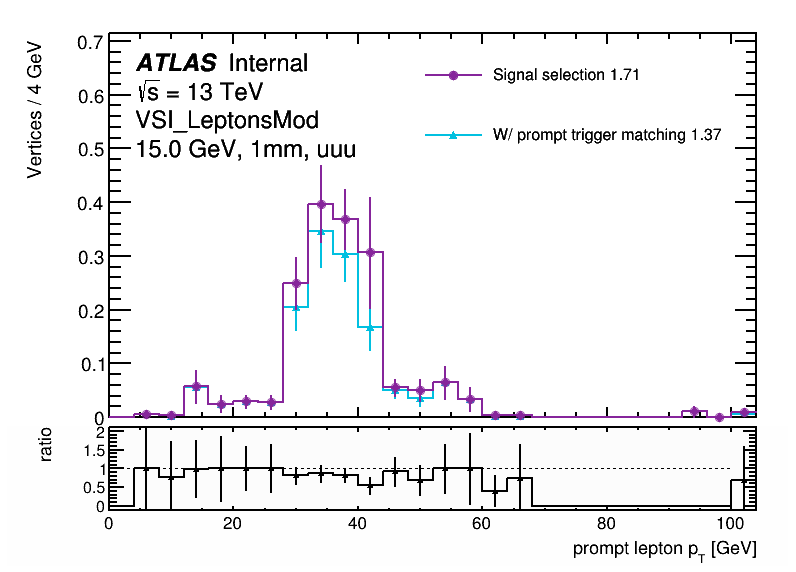 Vertices / 4 GeV
0.7
0.6
0.5
0.4
0.3
0.2
0.1
0
ATLAS Internal
√s = 13 TeV
VSI_LeptonsMod
15.0 GeV, 1mm, uuu
Signal selection 1.71
W/ prompt trigger matching 1.37
ratio
2
1.5
1
0.5
0
0 20 40 60 80 100
prompt lepton p_T [GeV]